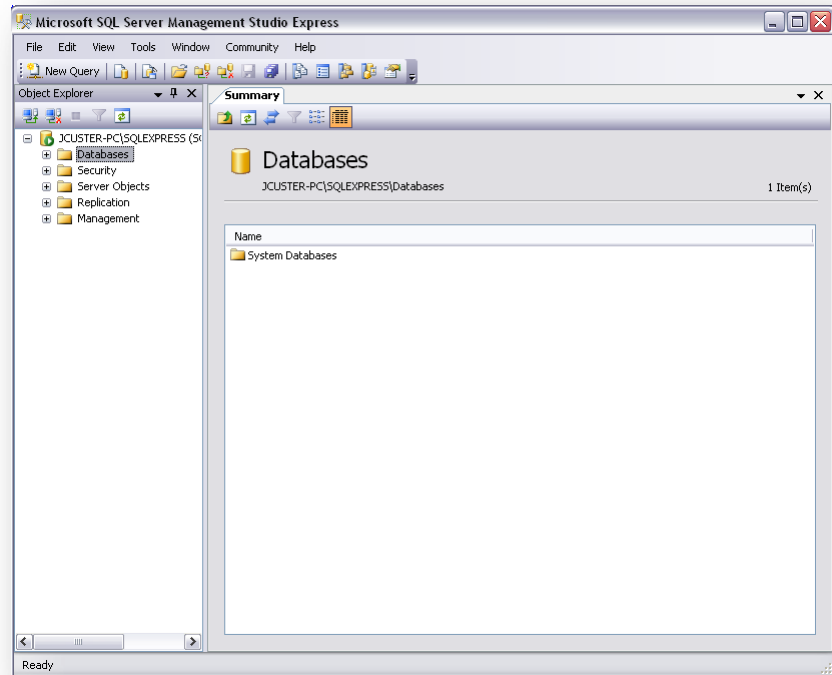 Microsoft SQL Server Management Studio Express
File Edit View Tools Window Community Help
New Query
Object Explorer
Summary
JCUSTER-PC\SQLEXPRESS (S
Databases
Security
Server Objects
Replication
Management
Databases
JCUSTER-PC\SQLEXPRESS\Databases
1 Item(s)
Name
System Databases
Ready